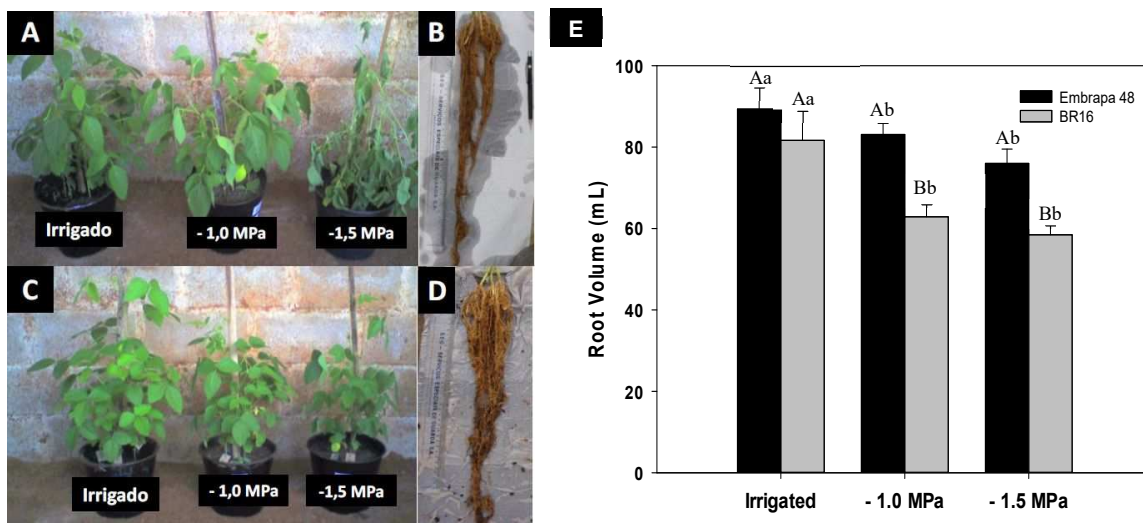 A
Irrigado
- 1,0 MPa
-1,5 MPa
B
C
Irrigado
- 1,0 MPa
-1,5 MPa
D
E
Root Volume (mL)
100
80
60
40
20
0
Embrapa 48
BR16
Aa
Aa
Ab
Bb
Ab
Bb
Irrigated
- 1.0 MPa
- 1.5 MPa